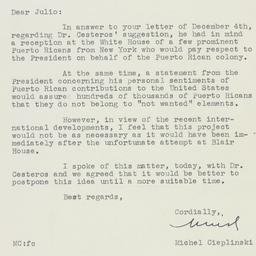 Dear Julio:
In answer to your letter of December 4th,
regarding Dr. Cesteros' suggestion, he had in mind
a reception at the White House of a few prominent
Puerto Ricans from New York who would pay respect to
the President on behalf of the Puerto Rican colony.
At the same time, a statement from the
President concerning his personal sentiments of
Puerto Rican contributions to the United States
would assure hundreds of thousands of Puerto Ricans
that they do not belong to "not wanted" elements.
However, in view of the recent inter-
national developments, I feel that this project
would not be as necessary as it would have been im-
mediately after the unfortunate attempt at Blair
House.
I spoke of this matter, today, with Dr.
Cesteros and we agreed that it would be better to
postpone this idea until a more suitable time.
Best regards,
Cordially,
MC:fc
Michel Cieplinski